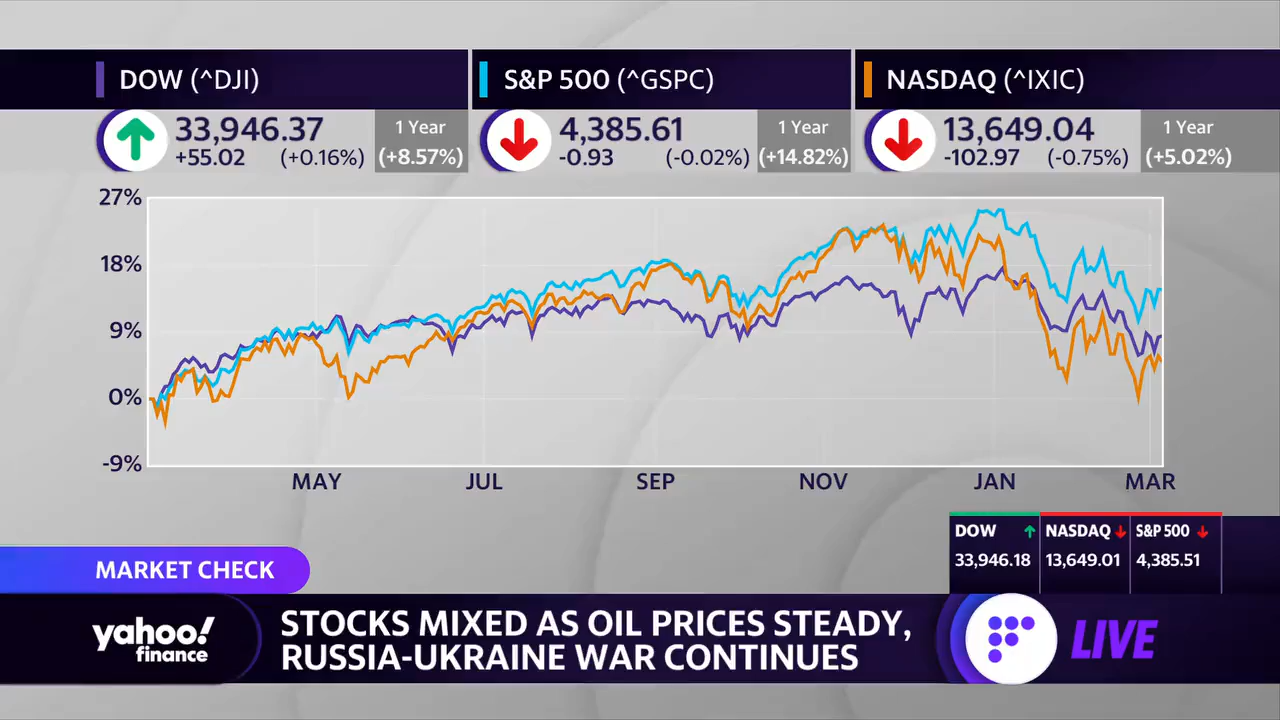 DOW (^DJI)
33,946.37
+55.02 (+0.16%)
1 Year
(+8.57%)
S&P 500 (^GSPC)
4,385.61
-0.93 (-0.02%)
1 Year
(+14.82%)
NASDAQ (^IXIC)
13,649.04
-102.97 (-0.75%)
1 Year
(+5.02%)
27%
18%
9%
0%
-9%
MAY JUL SEP NOV JAN MAR
DOW NASDAQ S&P 500
33,946.18 13,649.01 4,385.51
MARKET CHECK
yahoo!
finance
STOCKS MIXED AS OIL PRICES STEADY,
RUSSIA-UKRAINE WAR CONTINUES
LIVE